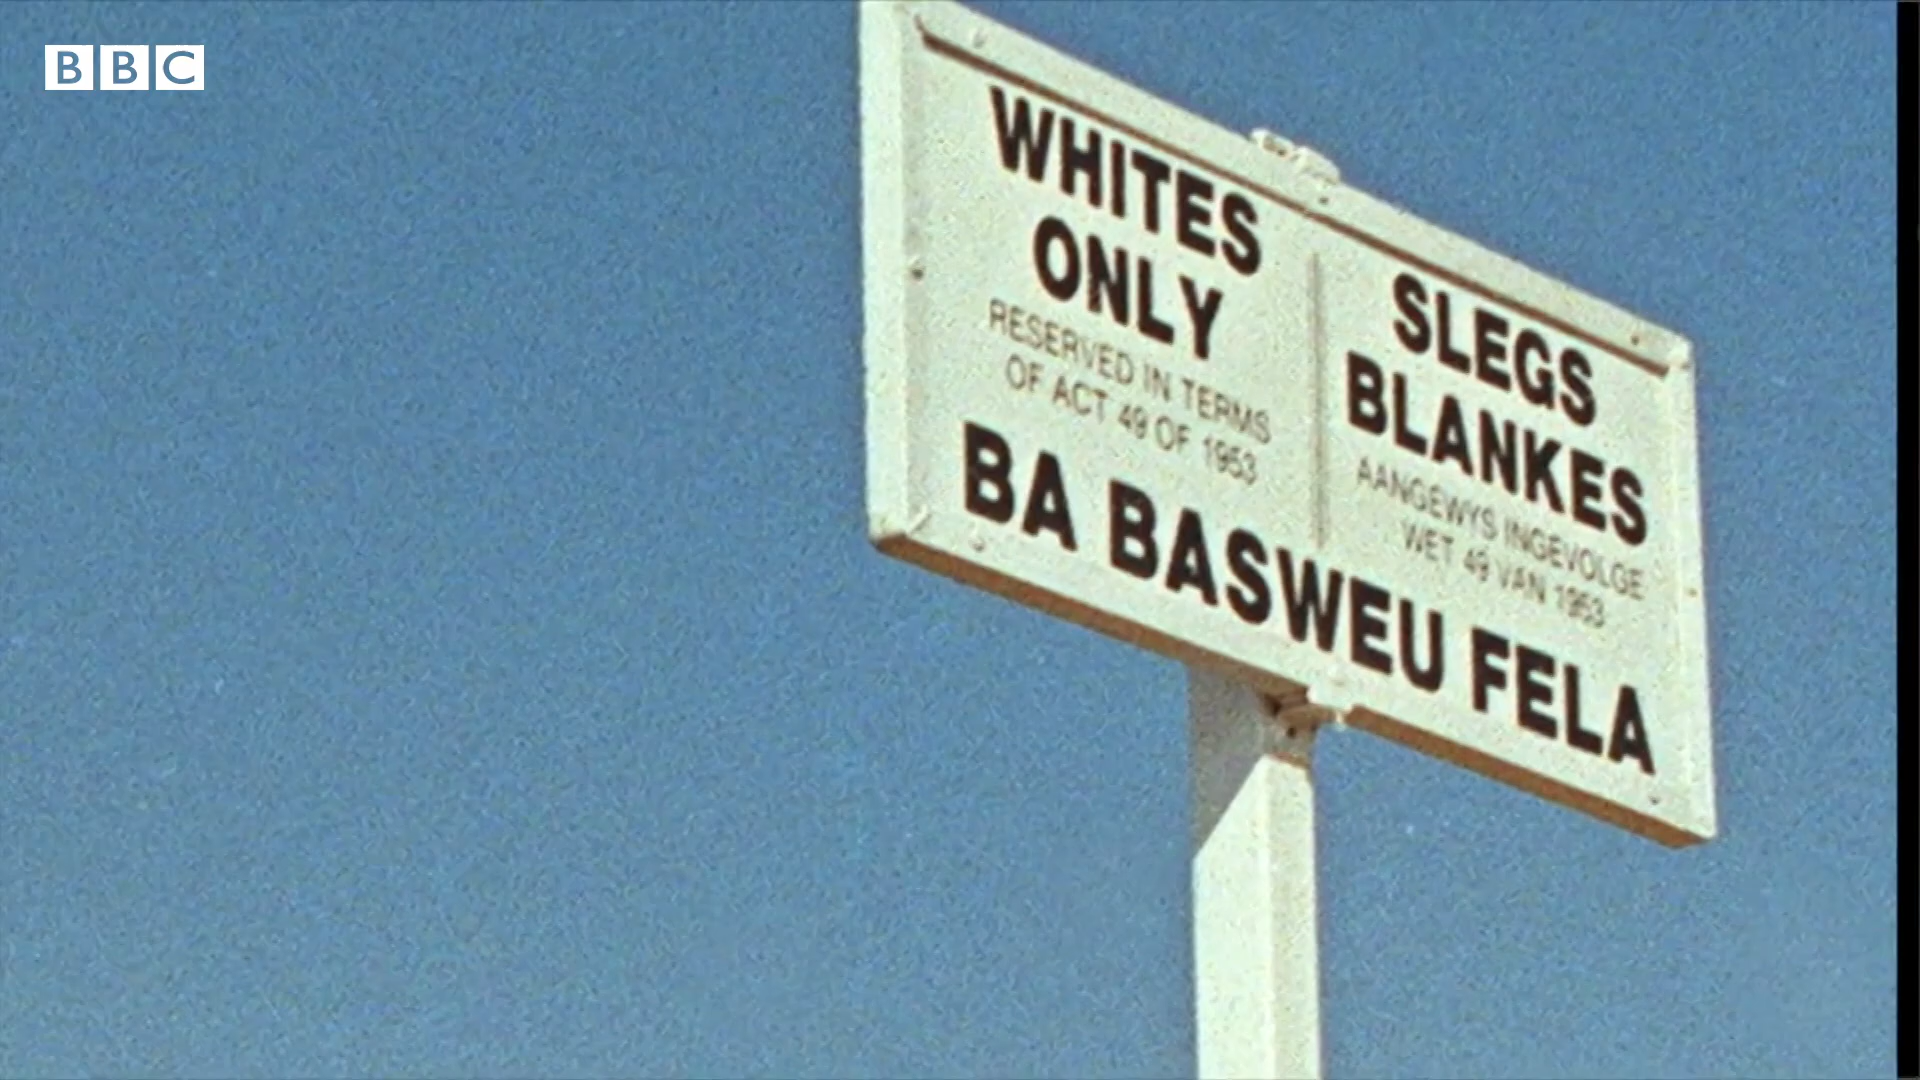 BBC
WHITES
ONLY
RESERVED IN TERMS
OF ACT 49 OF 1953
SLEGS
BLANKES
AANGEWYS INGEVOLGE
WET 49 VAN 1953
BA BASWEU FELA